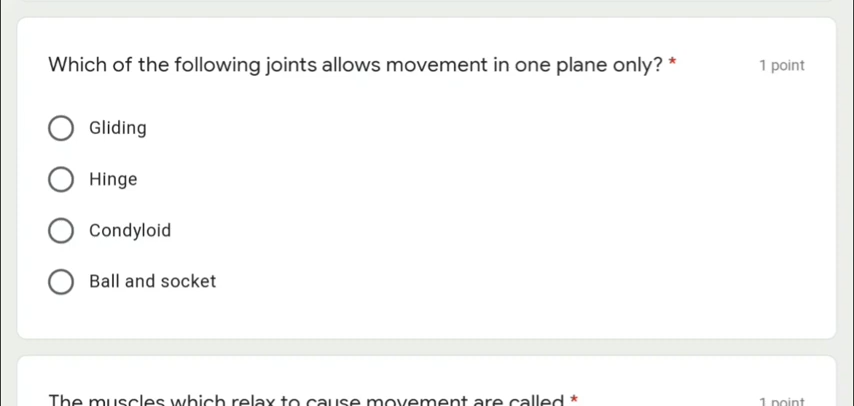 Which of the following joints allows movement in one plane only? *
1 point
Gliding
Hinge
Condyloid
Ball and socket
The muscles which relax to cause movement are called *
1 point